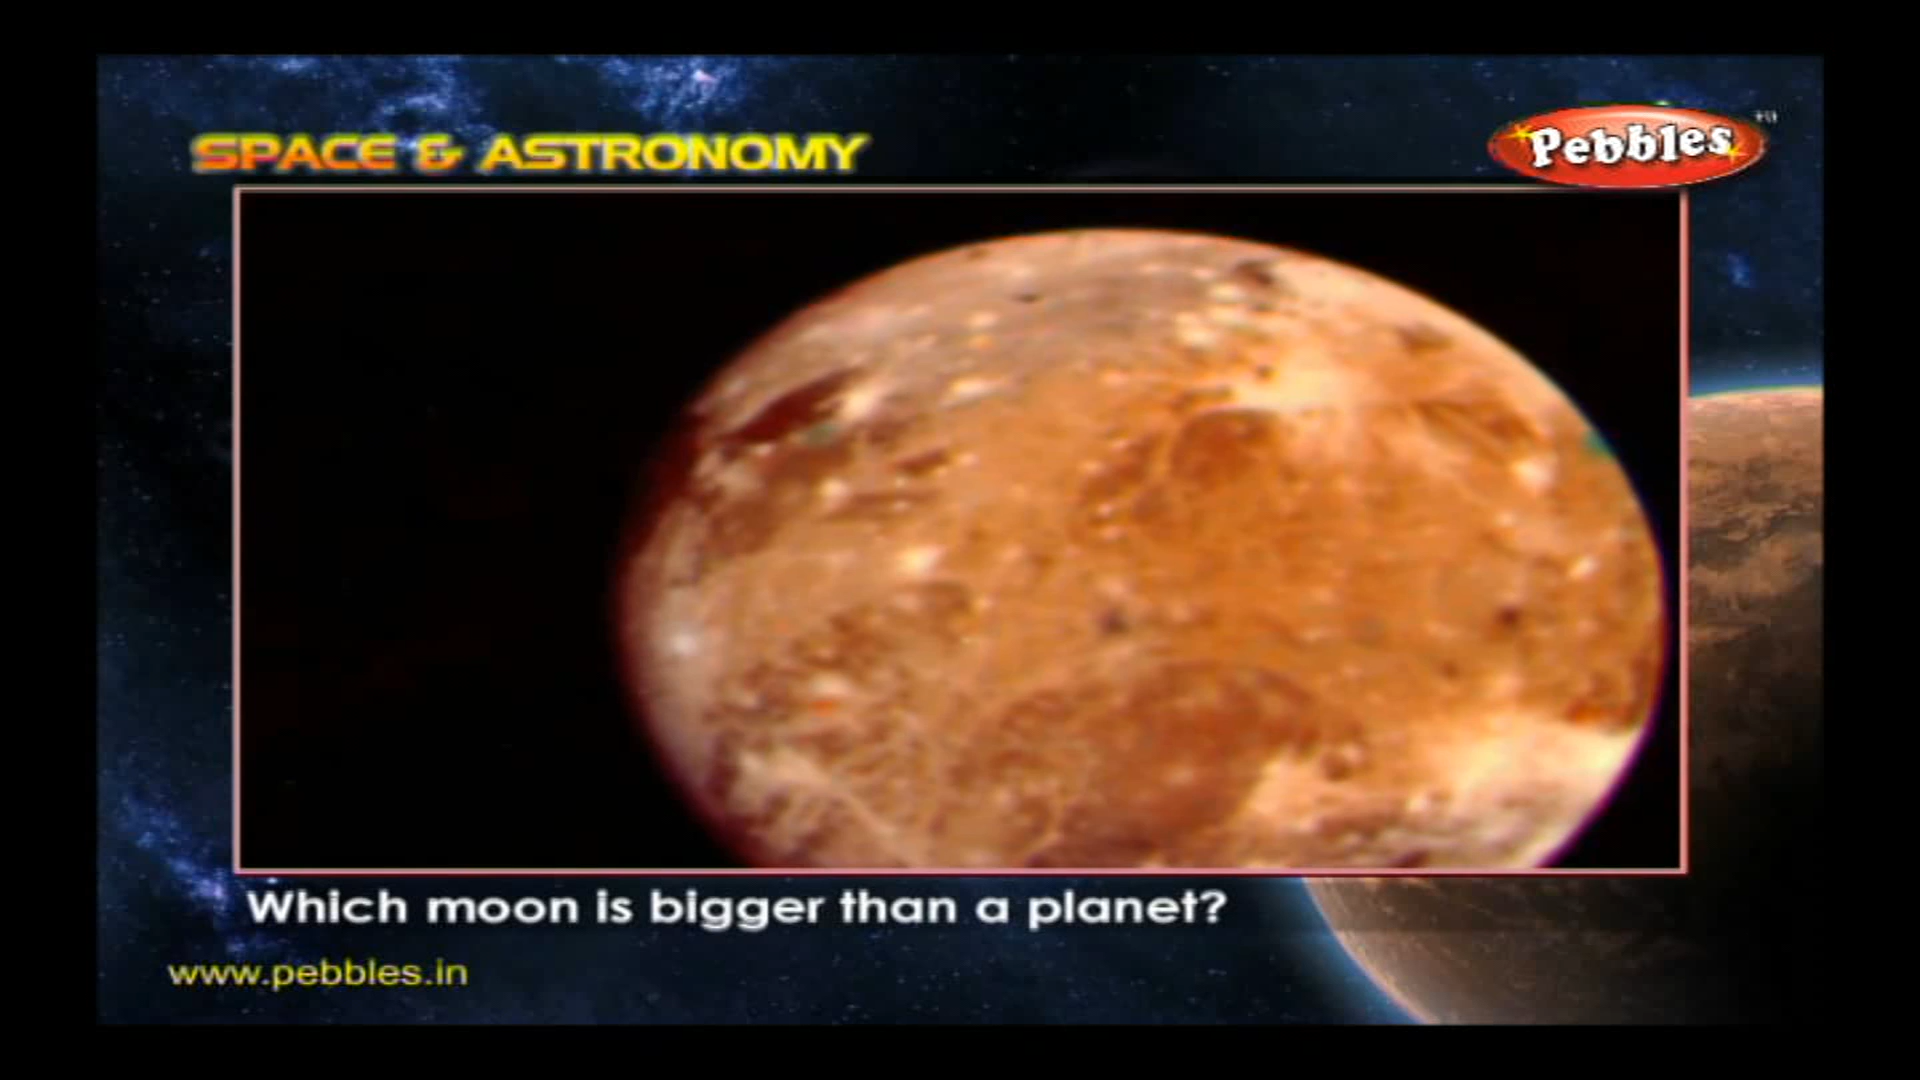 SPACE & ASTRONOMY
Pebbles
Which moon is bigger than a planet?
www.pebbles.in